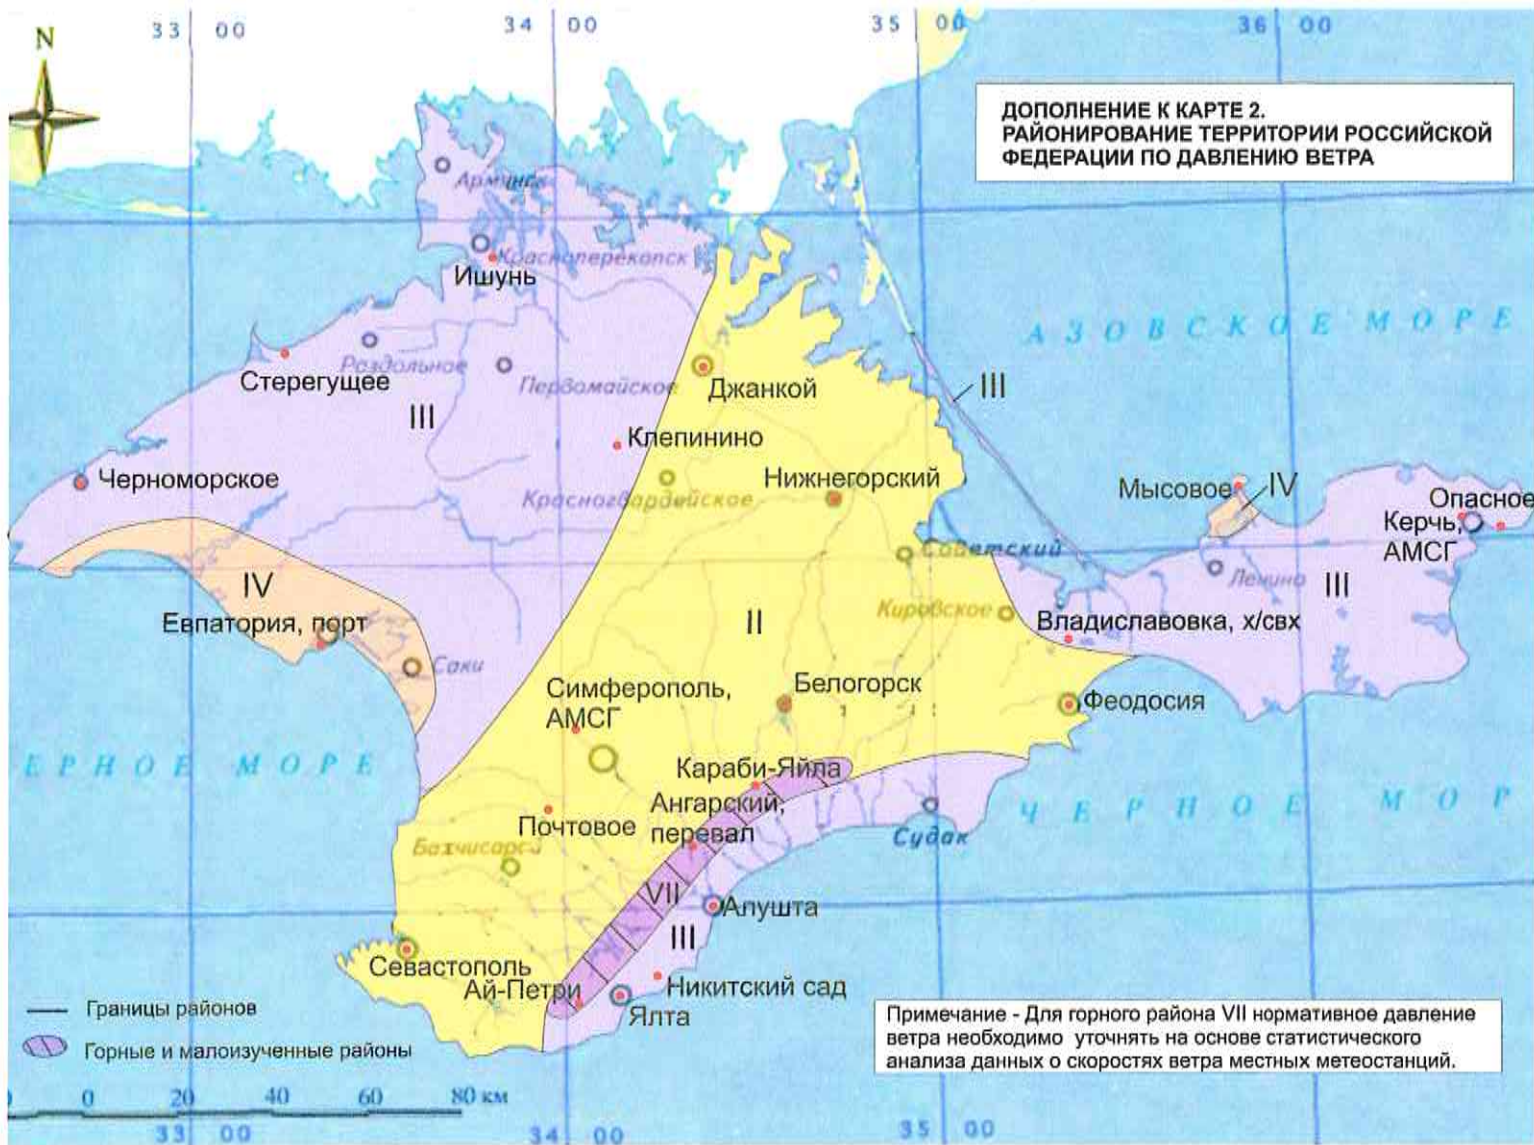 33 00
34 00
35 00
36 00
N
ДОПОЛНЕНИЕ К КАРТЕ 2.
РАЙОНИРОВАНИЕ ТЕРРИТОРИИ РОССИЙСКОЙ
ФЕДЕРАЦИИ ПО ДАВЛЕНИЮ ВЕТРА
Армянск
Красноперекопск
Ишунь
АЗОВСКОЕ МОРЕ
Раздольное
Стерегущее
Первомайское
Джанкой
III
III
Клепинино
Черноморское
Нижнегорский
Красногвардейское
Мысовое
IV
Опасное
Керчь,
АМСГ
Советский
IV
Ленино
III
Кировское
Евпатория, порт
II
Владиславовка, х/свх
Саки
Симферополь,
АМСГ
Белогорск
Феодосия
ЕРНОЕ МОРЕ
Караби-Яйла
Ангарский,
перевал
ЧЕРНОЕ МОР
Почтовое
Бахчисарай
Судак
VII
Алушта
III
Севастополь
Ай-Петри
Никитский сад
Ялта
Границы районов
Горные и малоизученные районы
Примечание - Для горного района VII нормативное давление
ветра необходимо уточнять на основе статистического
анализа данных о скоростях ветра местных метеостанций.
0 20 40 60 80 км
33 00
34 00
35 00